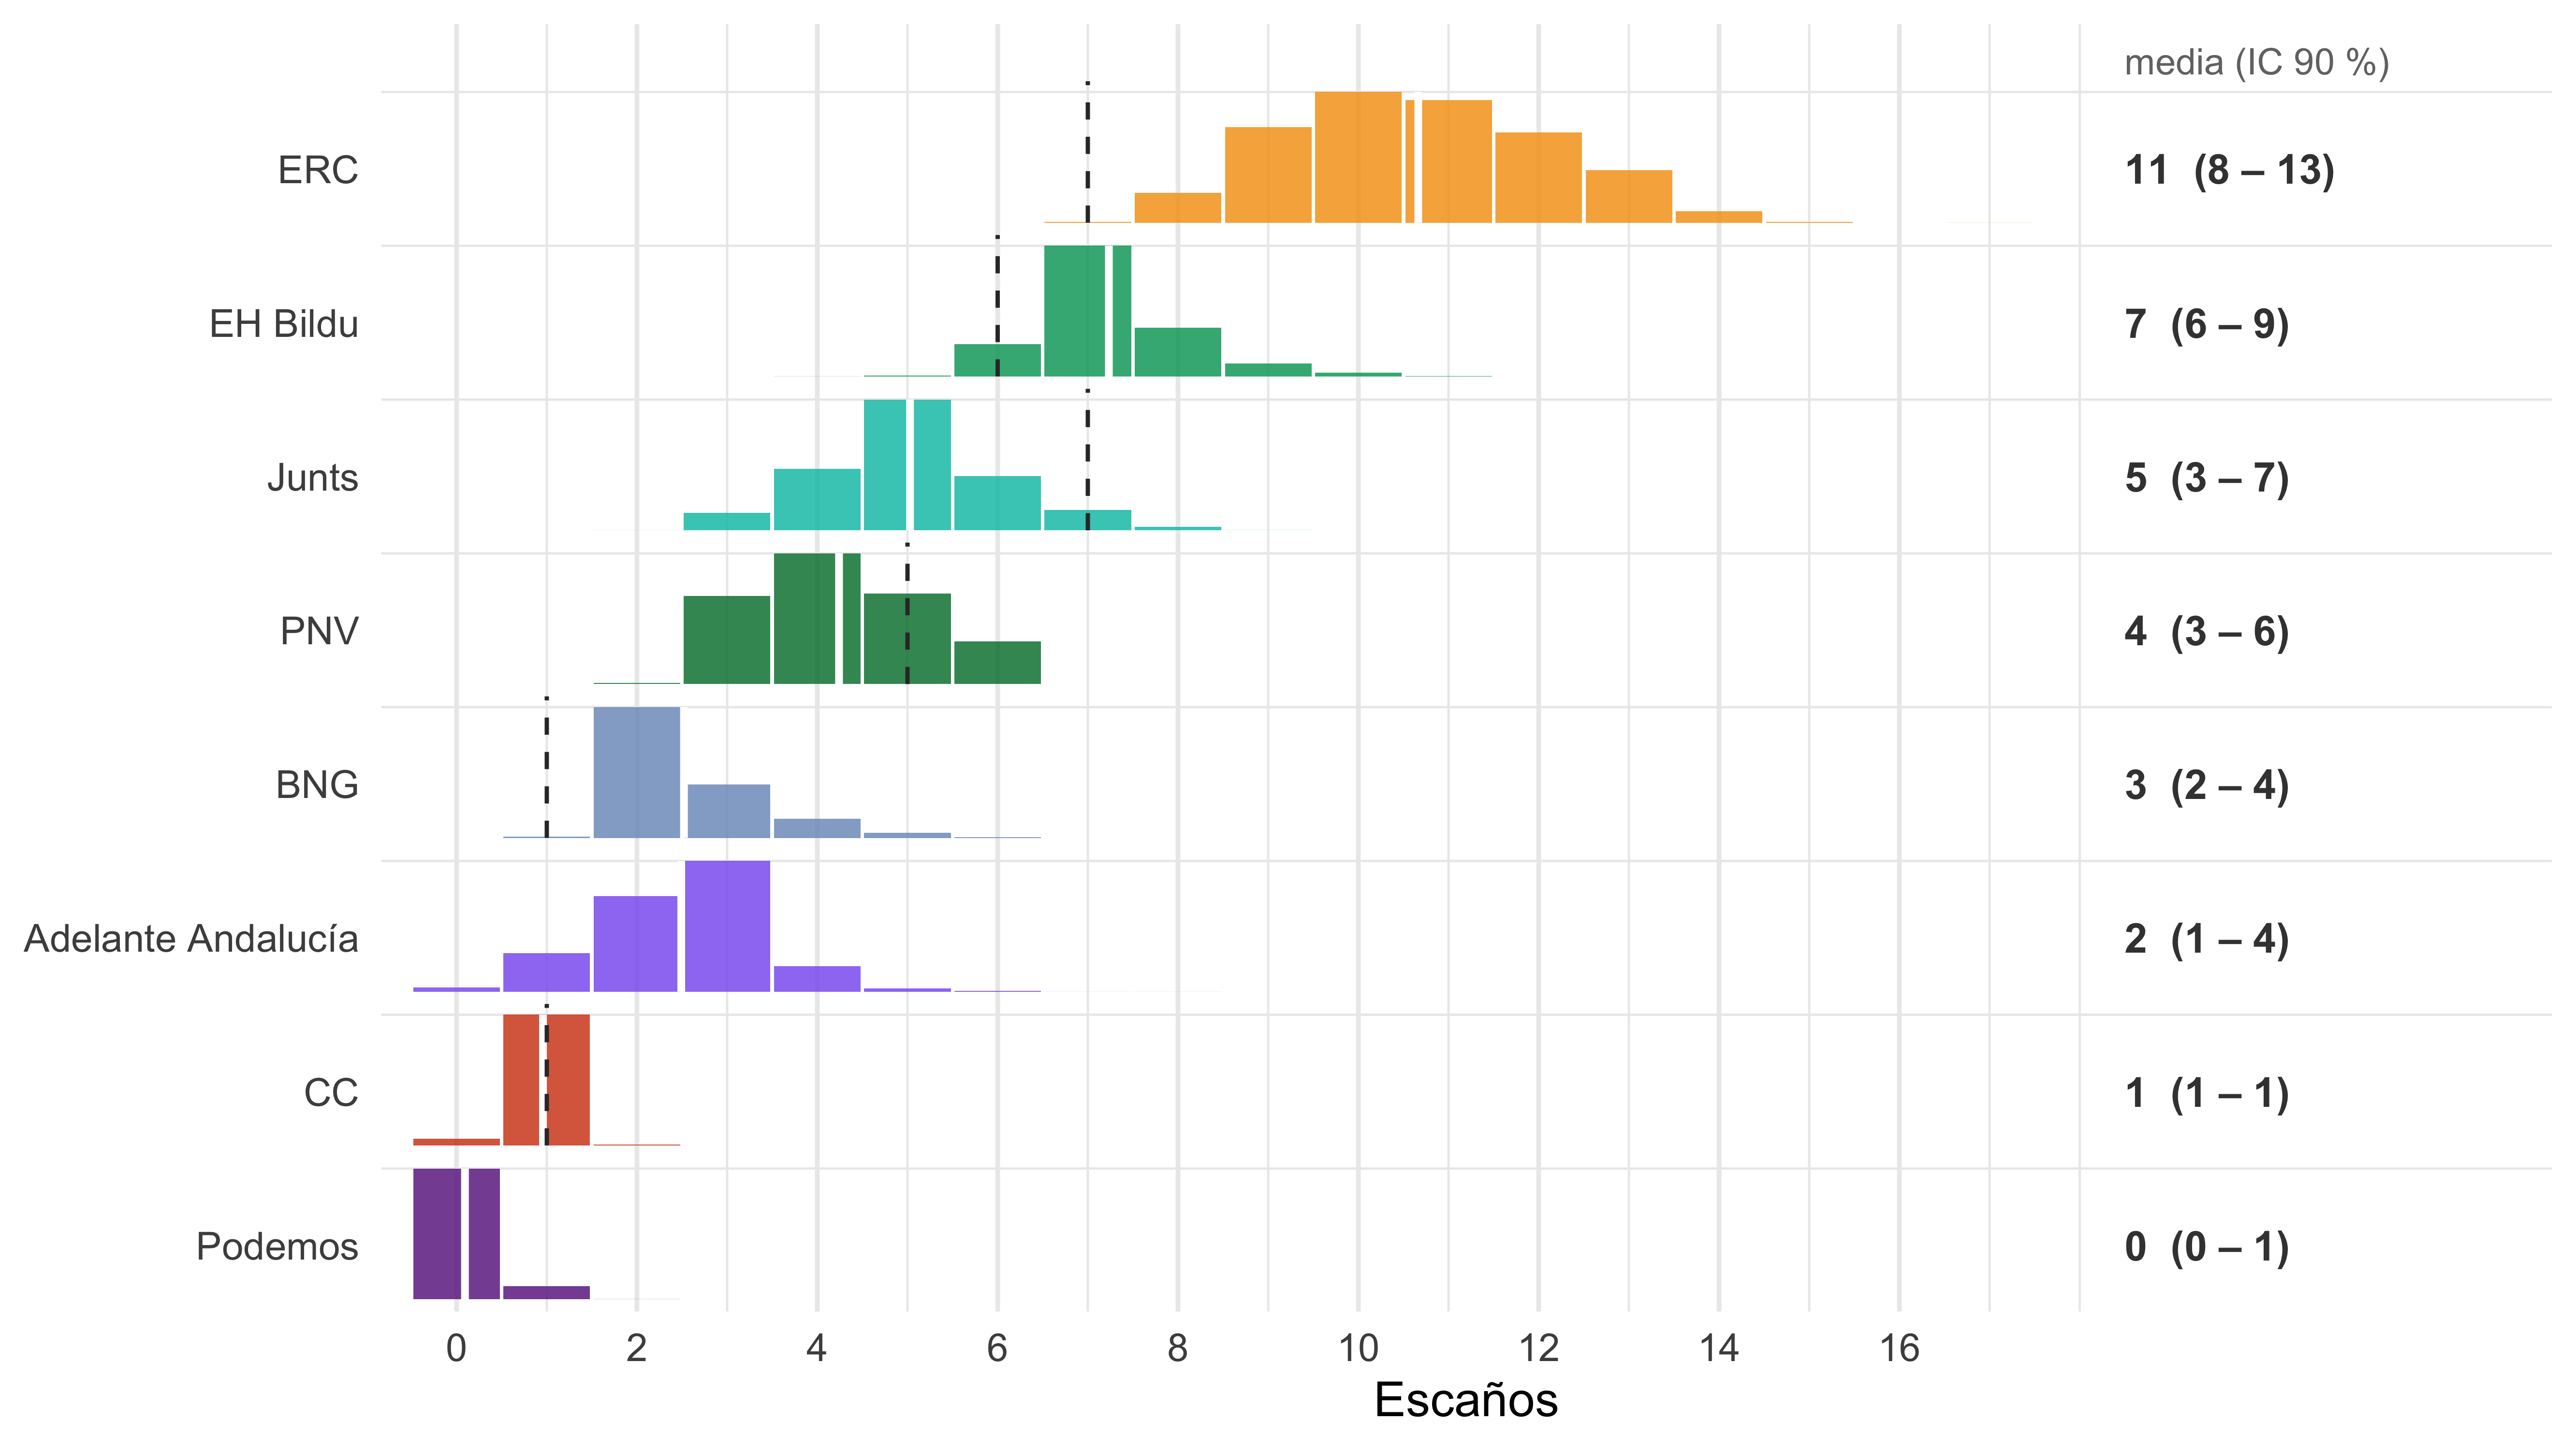 media (IC 90 %)
ERC 11 (8 – 13)
EH Bildu 7 (6 – 9)
Junts 5 (3 – 7)
PNV 4 (3 – 6)
BNG 3 (2 – 4)
Adelante Andalucía 2 (1 – 4)
CC 1 (1 – 1)
Podemos 0 (0 – 1)
0 2 4 6 8 10 12 14 16
Escaños